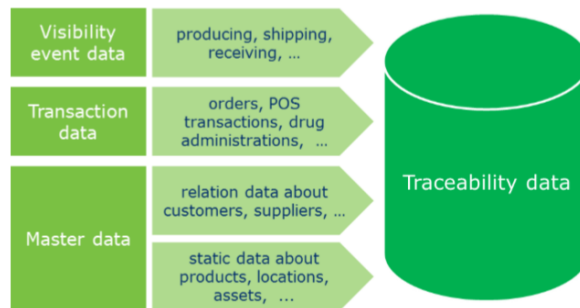 Visibility
event data
producing, shipping,
receiving, ...
Transaction
data
orders, POS
transactions, drug
administrations, ...
Master data
relation data about
customers, suppliers, ...
static data about
products, locations,
assets, ...
Traceability data